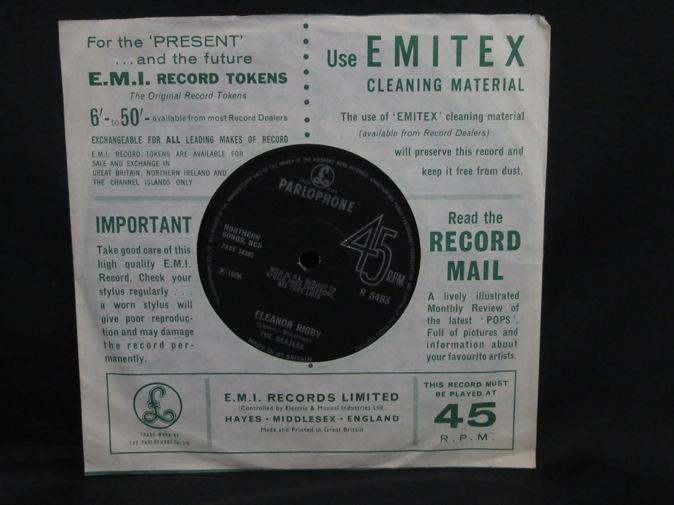 For the 'PRESENT'
...and the future
E.M.I. RECORD TOKENS
The Original Record Tokens
6/- to 50/- available from most Record Dealers
EXCHANGEABLE FOR ALL LEADING MAKES OF RECORD
E.M.I. RECORD TOKENS ARE AVAILABLE FOR
SALE AND EXCHANGE IN
GREAT BRITAIN, NORTHERN IRELAND AND
THE CHANNEL ISLANDS ONLY
Use EMITEX
CLEANING MATERIAL
The use of 'EMITEX' cleaning material
(available from Record Dealers)
will preserve this record and
keep it free from dust.
IMPORTANT
Take good care of this
high quality E.M.I.
Record. Check your
stylus regularly . . .
a worn stylus will
give poor reproduc-
tion and may damage
the record per-
manently.
PARLOPHONE
NORTHERN
SONGS, NCB
45 R.P.M.
R 5493
℗ 1966
ELEANOR RIGBY
THE BEATLES
MADE IN GT BRITAIN
Read the
RECORD
MAIL
A lively illustrated
Monthly Review of
the latest 'POPS'.
Full of pictures and
information about
your favourite artists.
£
TRADE MARK OF
THE PARLOPHONE Co. Ltd
E.M.I. RECORDS LIMITED
(Controlled by Electric & Musical Industries Ltd)
HAYES · MIDDLESEX · ENGLAND
Made and Printed in Great Britain
THIS RECORD MUST
BE PLAYED AT
45
R.P.M.